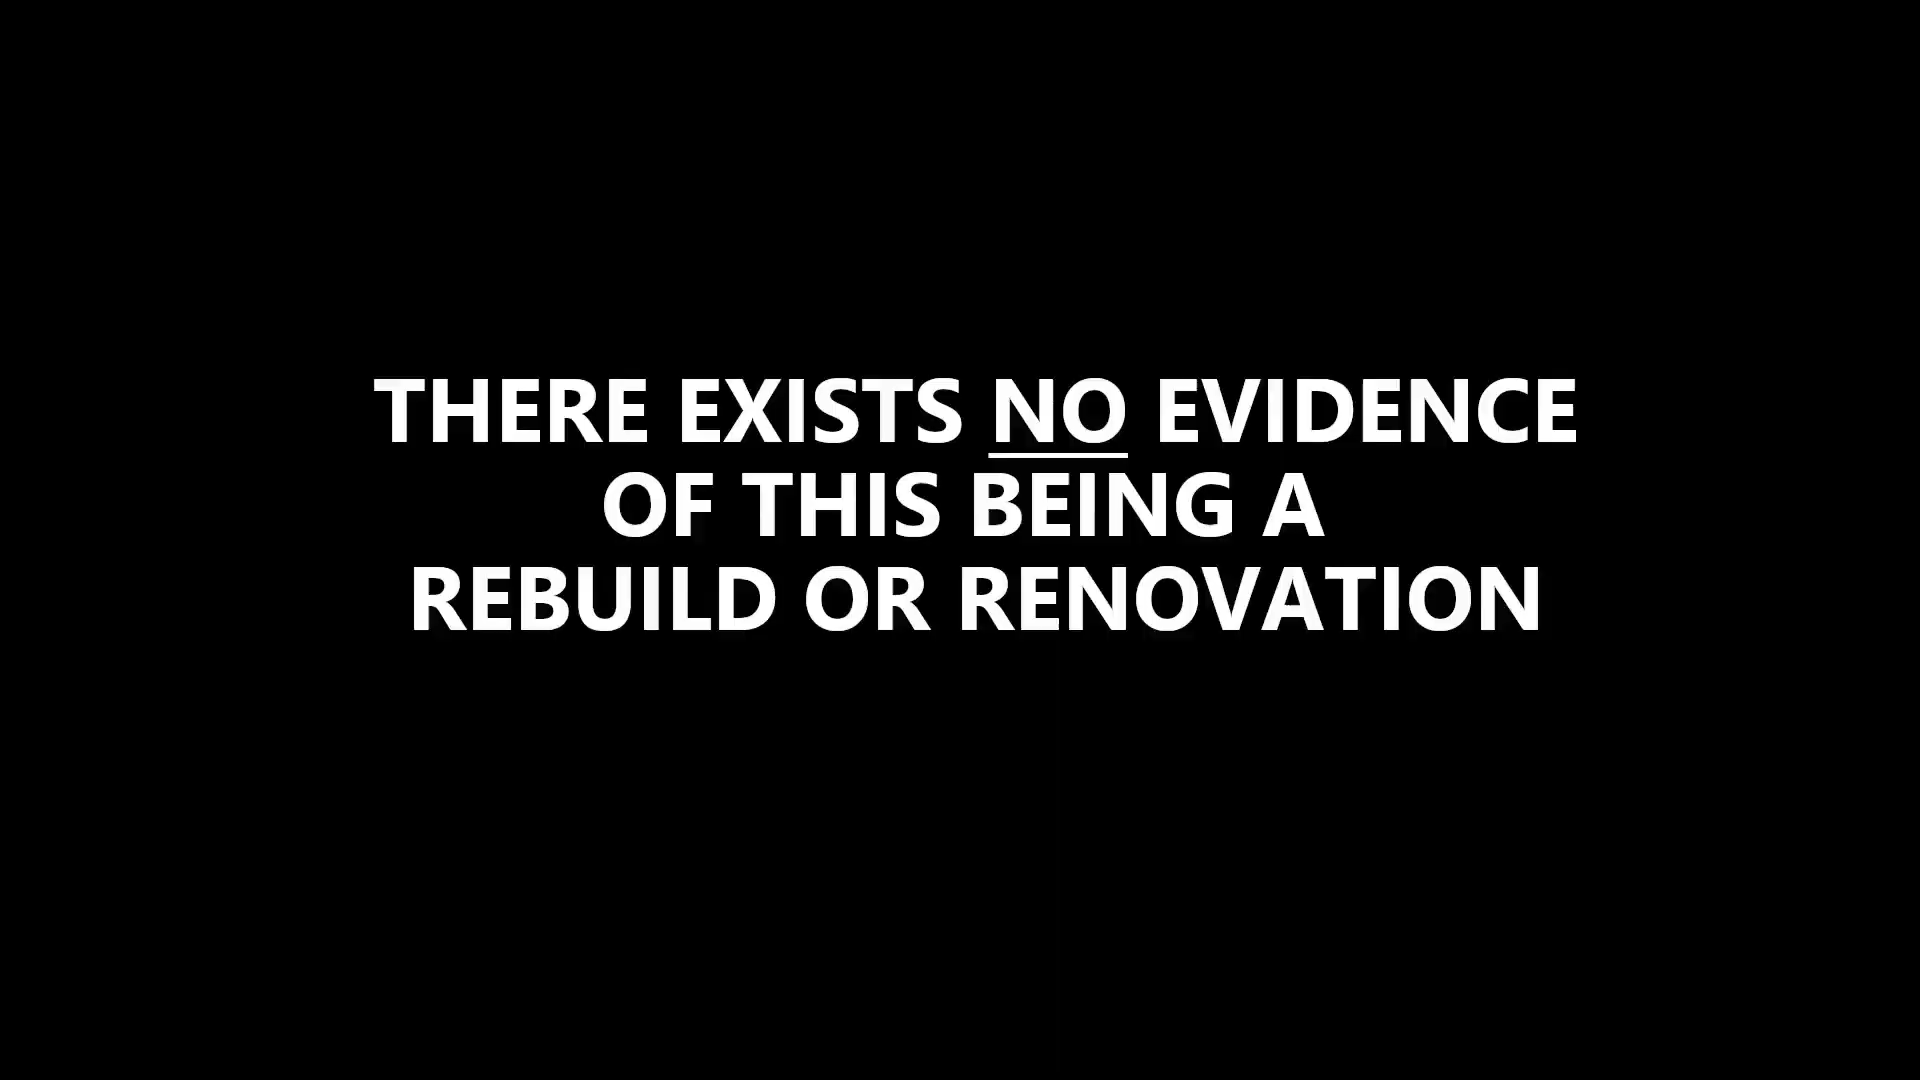 THERE EXISTS NO EVIDENCE
OF THIS BEING A
REBUILD OR RENOVATION